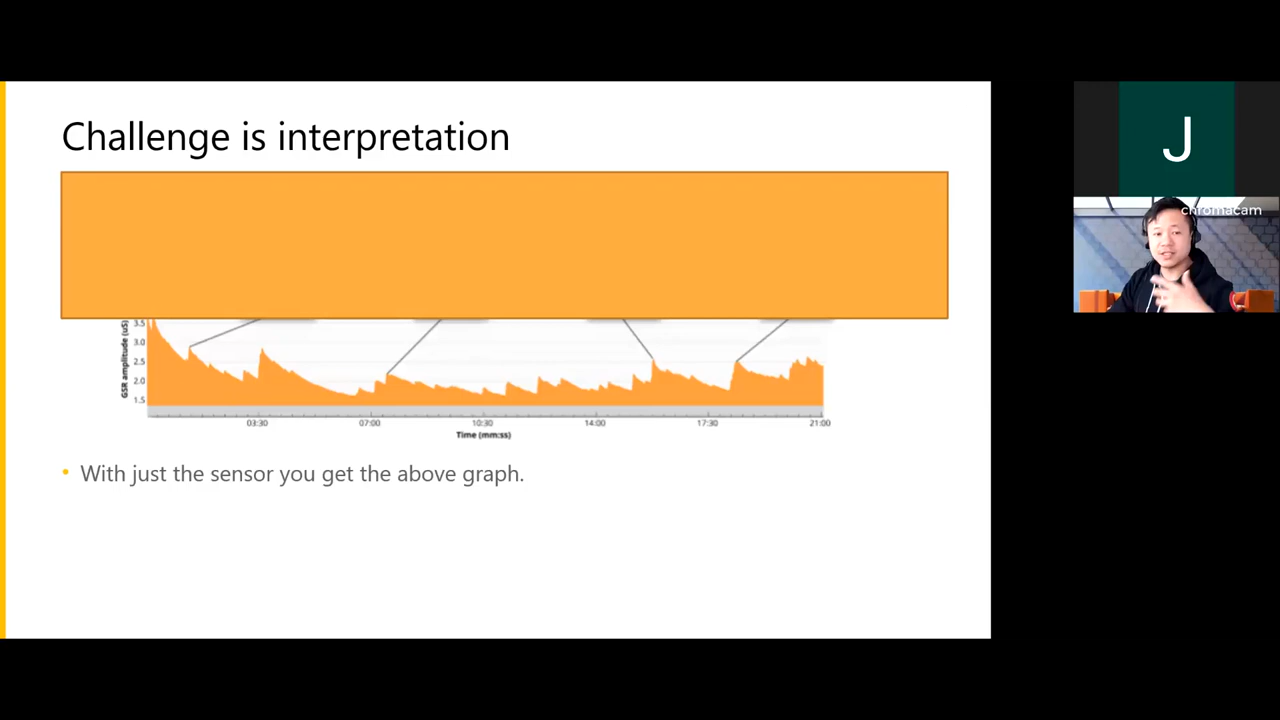 Challenge is interpretation
GSR amplitude (uS)
3.5
3.0
2.5
2.0
1.5
03:30
07:00
10:30
14:00
17:30
21:00
Time (mm:ss)
• With just the sensor you get the above graph.
J
chromacam